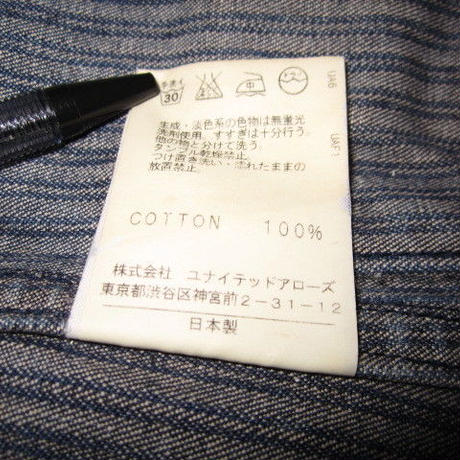 30
中
生成・淡色系の色物は無蛍光
洗剤使用。すすぎは十分行う。
他の物と分けて洗う。
タンブル乾燥禁止。
つけ置き洗い・濡れたままの
放置禁止。
COTTON 100%
株式会社 ユナイテッドアローズ
東京都渋谷区神宮前2-31-12
日本製
UA6